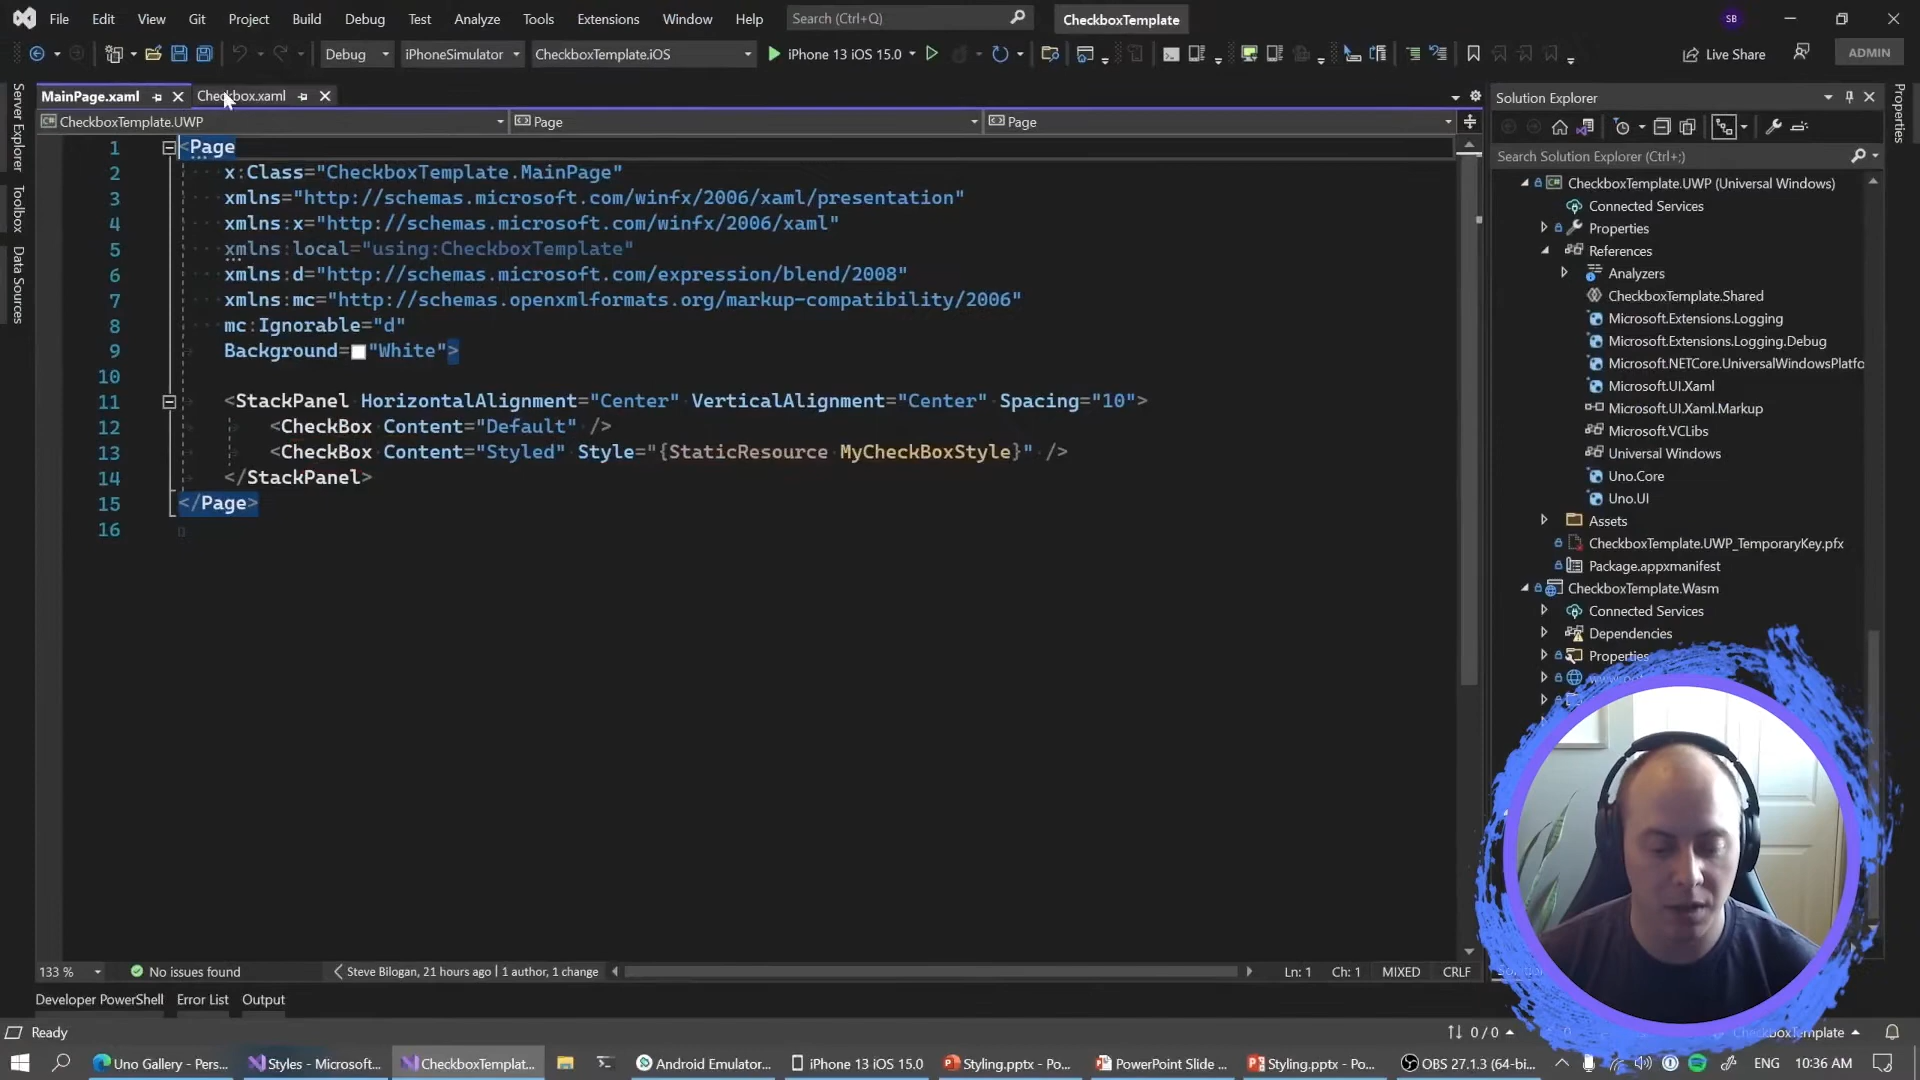 File Edit View Git Project Build Debug Test Analyze Tools Extensions Window Help Search (Ctrl+Q) CheckboxTemplate SB
Debug iPhoneSimulator CheckboxTemplate.iOS iPhone 13 iOS 15.0 Live Share ADMIN
Server Explorer
Toolbox
Data Sources
MainPage.xaml Checkbox.xaml
CheckboxTemplate.UWP Page Page
1 <Page
2 x:Class="CheckboxTemplate.MainPage"
3 xmlns="http://schemas.microsoft.com/winfx/2006/xaml/presentation"
4 xmlns:x="http://schemas.microsoft.com/winfx/2006/xaml"
5 xmlns:local="using:CheckboxTemplate"
6 xmlns:d="http://schemas.microsoft.com/expression/blend/2008"
7 xmlns:mc="http://schemas.openxmlformats.org/markup-compatibility/2006"
8 mc:Ignorable="d"
9 Background="White">
10
11 <StackPanel HorizontalAlignment="Center" VerticalAlignment="Center" Spacing="10">
12 <CheckBox Content="Default" />
13 <CheckBox Content="Styled" Style="{StaticResource MyCheckBoxStyle}" />
14 </StackPanel>
15 </Page>
16
133 % No issues found Steve Bilogan, 21 hours ago | 1 author, 1 change Ln: 1 Ch: 1 MIXED CRLF
Developer PowerShell Error List Output
Solution Explorer
Search Solution Explorer (Ctrl+;)
CheckboxTemplate.UWP (Universal Windows)
Connected Services
Properties
References
Analyzers
CheckboxTemplate.Shared
Microsoft.Extensions.Logging
Microsoft.Extensions.Logging.Debug
Microsoft.NETCore.UniversalWindowsPlatfo
Microsoft.UI.Xaml
Microsoft.UI.Xaml.Markup
Microsoft.VCLibs
Universal Windows
Uno.Core
Uno.UI
Assets
CheckboxTemplate.UWP_TemporaryKey.pfx
Package.appxmanifest
CheckboxTemplate.Wasm
Connected Services
Dependencies
Properties
Properties
Ready 0 / 0 CheckboxTemplate
Uno Gallery - Pers... Styles - Microsoft... CheckboxTemplat... Android Emulator... iPhone 13 iOS 15.0 Styling.pptx - Po... PowerPoint Slide ... Styling.pptx - Po... OBS 27.1.3 (64-bi... ENG 10:36 AM